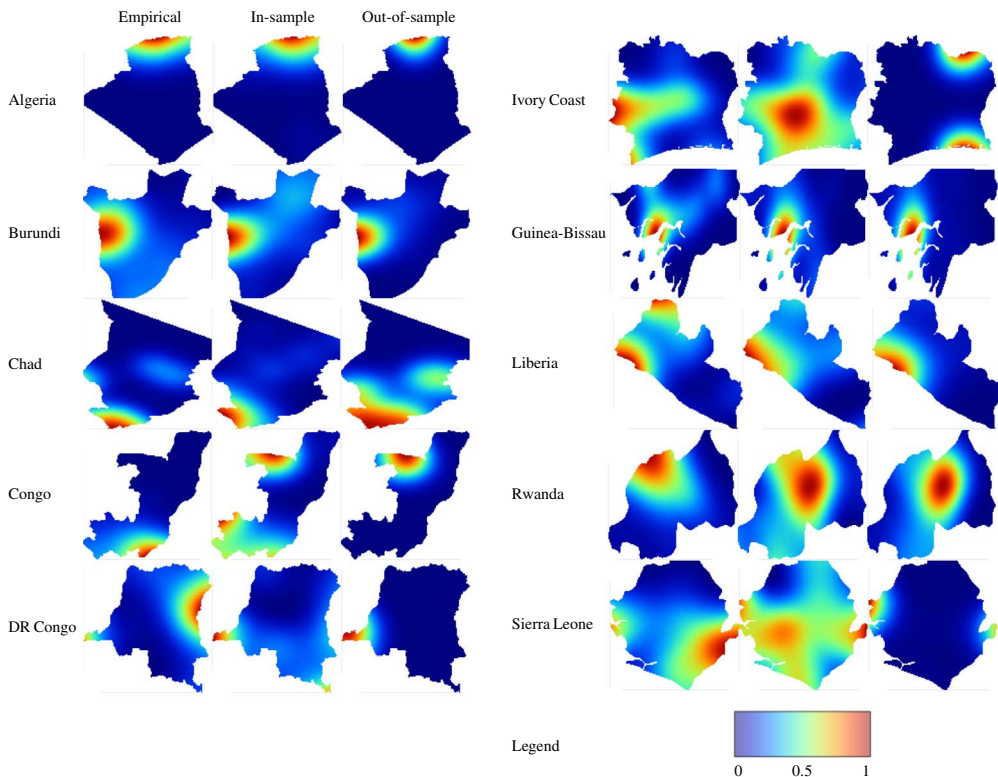 Empirical In-sample Out-of-sample
Algeria
Burundi
Chad
Congo
DR Congo
Ivory Coast
Guinea-Bissau
Liberia
Rwanda
Sierra Leone
Legend
0 0.5 1